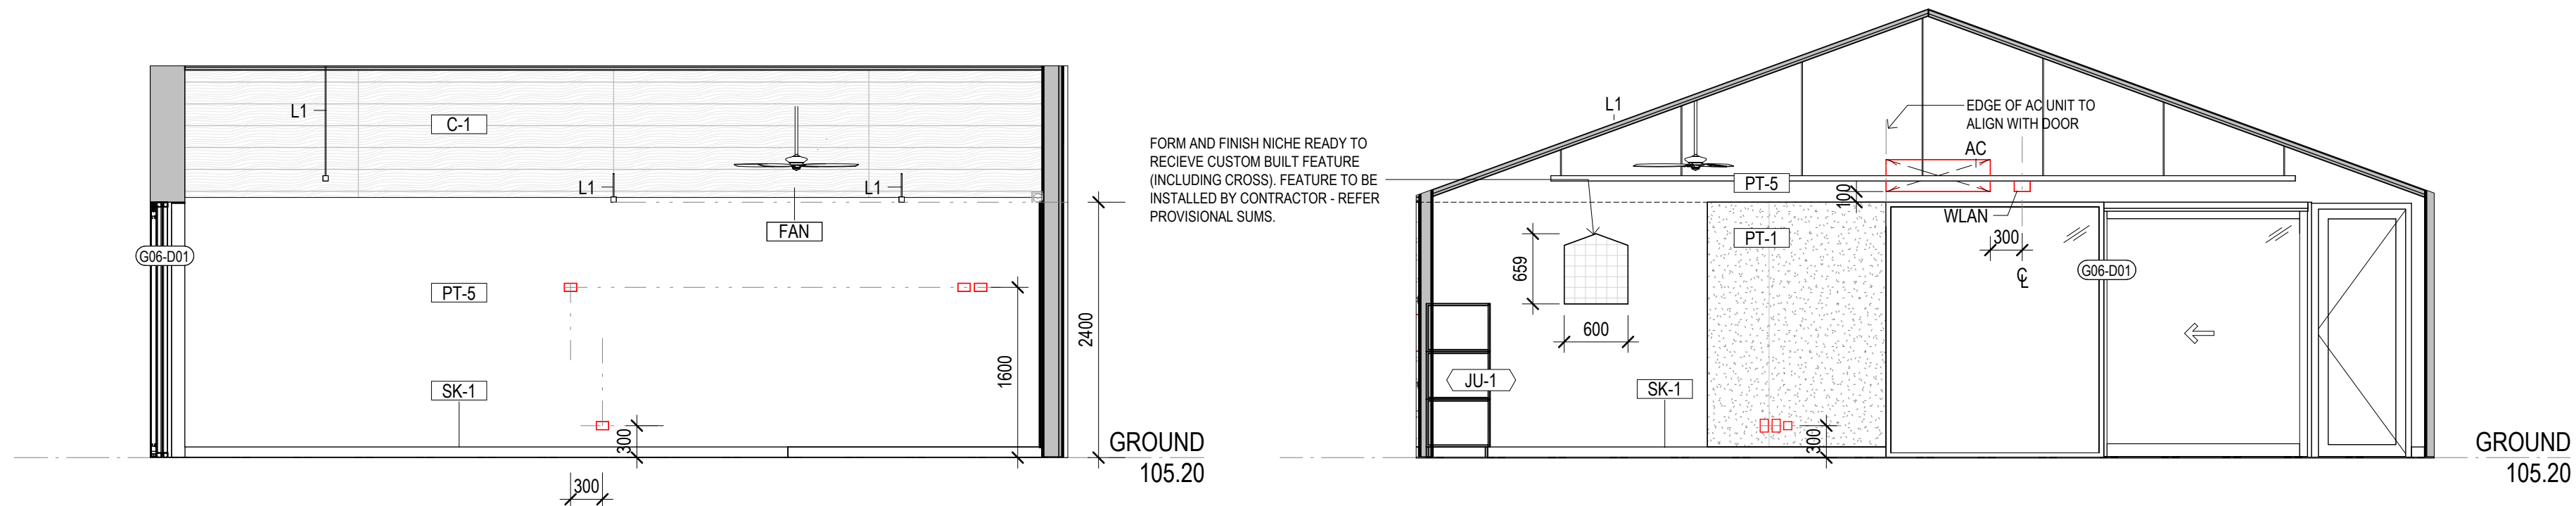 L1
C-1
L1
L1
FAN
G06-D01
PT-5
SK-1
2400
1600
300
300
GROUND
105.20
FORM AND FINISH NICHE READY TO
RECIEVE CUSTOM BUILT FEATURE
(INCLUDING CROSS). FEATURE TO BE
INSTALLED BY CONTRACTOR - REFER
PROVISIONAL SUMS.
L1
EDGE OF AC UNIT TO
ALIGN WITH DOOR
AC
PT-5
100
WLAN
PT-1
300
℄
G06-D01
659
600
JU-1
SK-1
300
GROUND
105.20